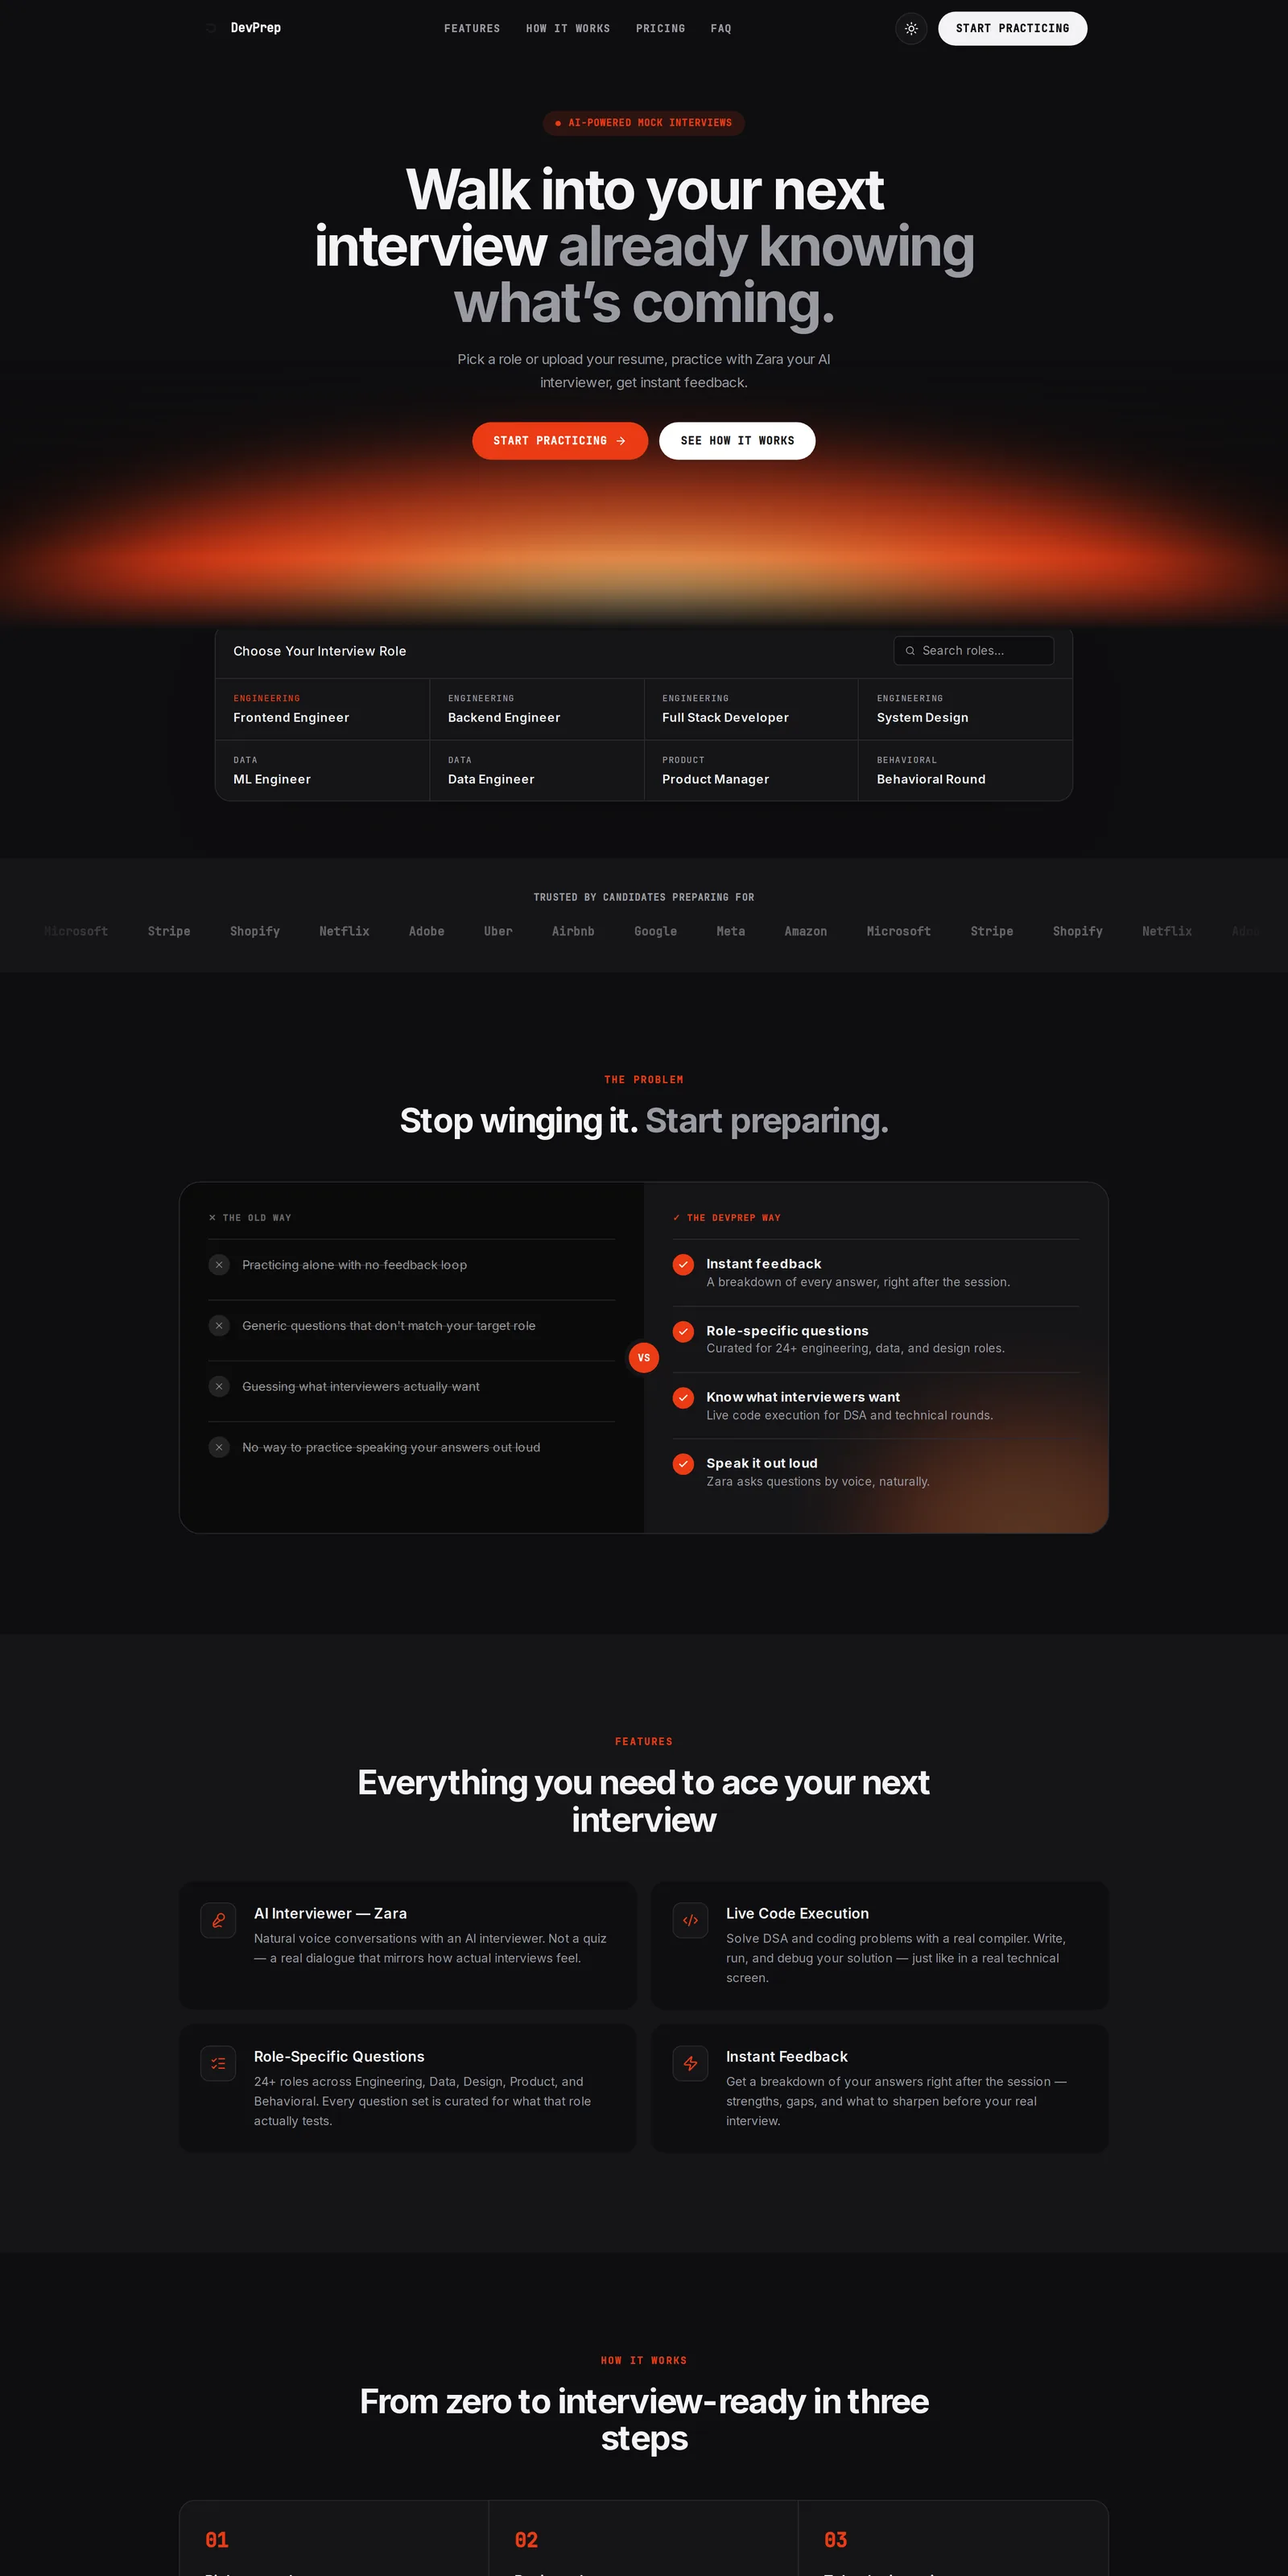 DevPrep
FEATURES
HOW IT WORKS
PRICING
FAQ
START PRACTICING
AI-POWERED MOCK INTERVIEWS
Walk into your next
interview already knowing
what’s coming.
Pick a role or upload your resume, practice with Zara your AI
interviewer, get instant feedback.
START PRACTICING →
SEE HOW IT WORKS
Choose Your Interview Role
Search roles...
ENGINEERING
Frontend Engineer
ENGINEERING
Backend Engineer
ENGINEERING
Full Stack Developer
ENGINEERING
System Design
DATA
ML Engineer
DATA
Data Engineer
PRODUCT
Product Manager
BEHAVIORAL
Behavioral Round
TRUSTED BY CANDIDATES PREPARING FOR
Microsoft Stripe Shopify Netflix Adobe Uber Airbnb Google Meta Amazon Microsoft Stripe Shopify Netflix
THE PROBLEM
Stop winging it. Start preparing.
✕ THE OLD WAY
Practicing alone with no feedback loop
Generic questions that don't match your target role
Guessing what interviewers actually want
No way to practice speaking your answers out loud
VS
✓ THE DEVPREP WAY
Instant feedback
A breakdown of every answer, right after the session.
Role-specific questions
Curated for 24+ engineering, data, and design roles.
Know what interviewers want
Live code execution for DSA and technical rounds.
Speak it out loud
Zara asks questions by voice, naturally.
FEATURES
Everything you need to ace your next
interview
AI Interviewer — Zara
Natural voice conversations with an AI interviewer. Not a quiz
— a real dialogue that mirrors how actual interviews feel.
Live Code Execution
Solve DSA and coding problems with a real compiler. Write,
run, and debug your solution — just like in a real technical
screen.
Role-Specific Questions
24+ roles across Engineering, Data, Design, Product, and
Behavioral. Every question set is curated for what that role
actually tests.
Instant Feedback
Get a breakdown of your answers right after the session —
strengths, gaps, and what to sharpen before your real
interview.
HOW IT WORKS
From zero to interview-ready in three
steps
01
02
03